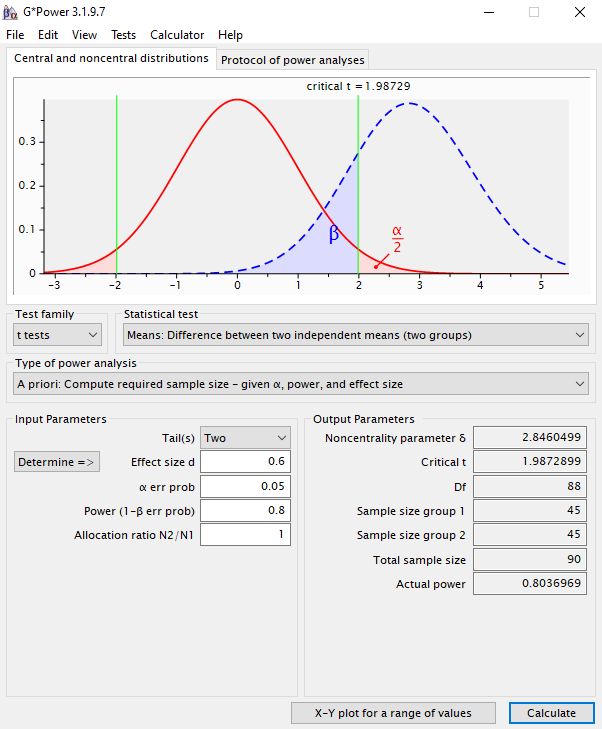 G*Power 3.1.9.7
File Edit View Tests Calculator Help
Central and noncentral distributions Protocol of power analyses
critical t = 1.98729
0.3
0.2
0.1
0
β
α
2
-3 -2 -1 0 1 2 3 4 5
Test family Statistical test
t tests Means: Difference between two independent means (two groups)
Type of power analysis
A priori: Compute required sample size - given α, power, and effect size
Input Parameters Output Parameters
Tail(s) Two Noncentrality parameter δ 2.8460499
Determine => Effect size d 0.6 Critical t 1.9872899
α err prob 0.05 Df 88
Power (1-β err prob) 0.8 Sample size group 1 45
Allocation ratio N2/N1 1 Sample size group 2 45
Total sample size 90
Actual power 0.8036969
X-Y plot for a range of values Calculate